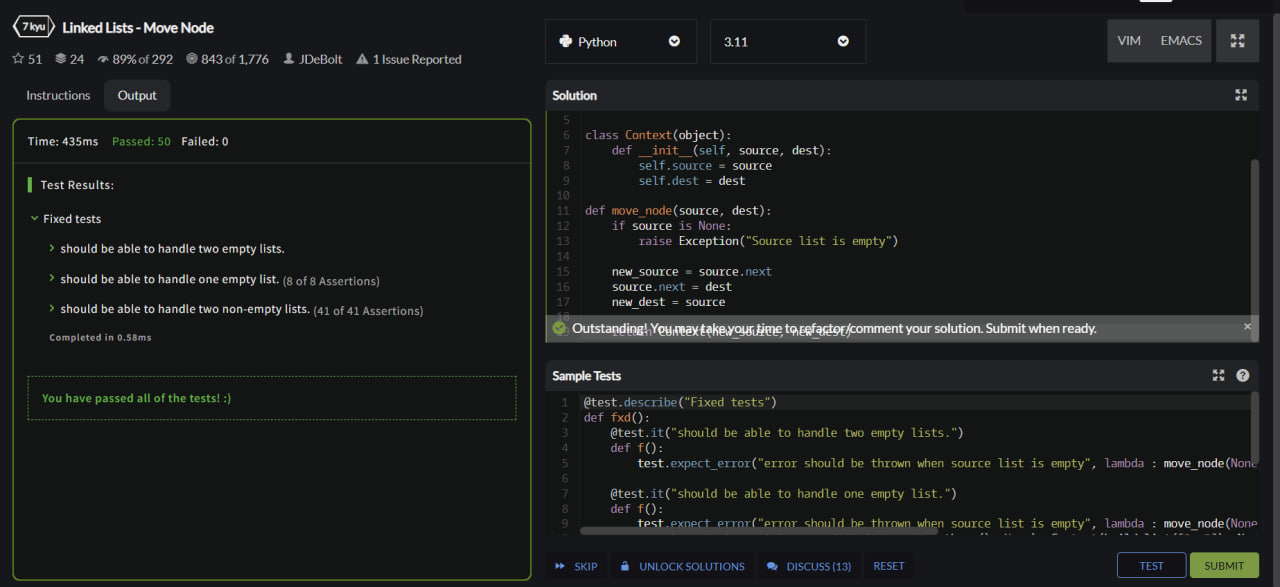 7 kyu Linked Lists - Move Node
51 24 89% of 292 843 of 1,776 JDeBolt 1 Issue Reported
Instructions Output
Time: 435ms Passed: 50 Failed: 0
Test Results:
Fixed tests
should be able to handle two empty lists.
should be able to handle one empty list. (8 of 8 Assertions)
should be able to handle two non-empty lists. (41 of 41 Assertions)
Completed in 0.58ms
You have passed all of the tests! :)
Python 3.11 VIM EMACS
Solution
5
6 class Context(object):
7 def __init__(self, source, dest):
8 self.source = source
9 self.dest = dest
10
11 def move_node(source, dest):
12 if source is None:
13 raise Exception("Source list is empty")
14
15 new_source = source.next
16 source.next = dest
17 new_dest = source
18
Outstanding! You may take your time to refactor/comment your solution. Submit when ready. ×
return Context(new_source, new_dest)
Sample Tests ?
1 @test.describe("Fixed tests")
2 def fxd():
3 @test.it("should be able to handle two empty lists.")
4 def f():
5 test.expect_error("error should be thrown when source list is empty", lambda : move_node(None
6
7 @test.it("should be able to handle one empty list.")
8 def f():
9 test.expect_error("error should be thrown when source list is empty", lambda : move_node(None
SKIP UNLOCK SOLUTIONS DISCUSS (13) RESET TEST SUBMIT